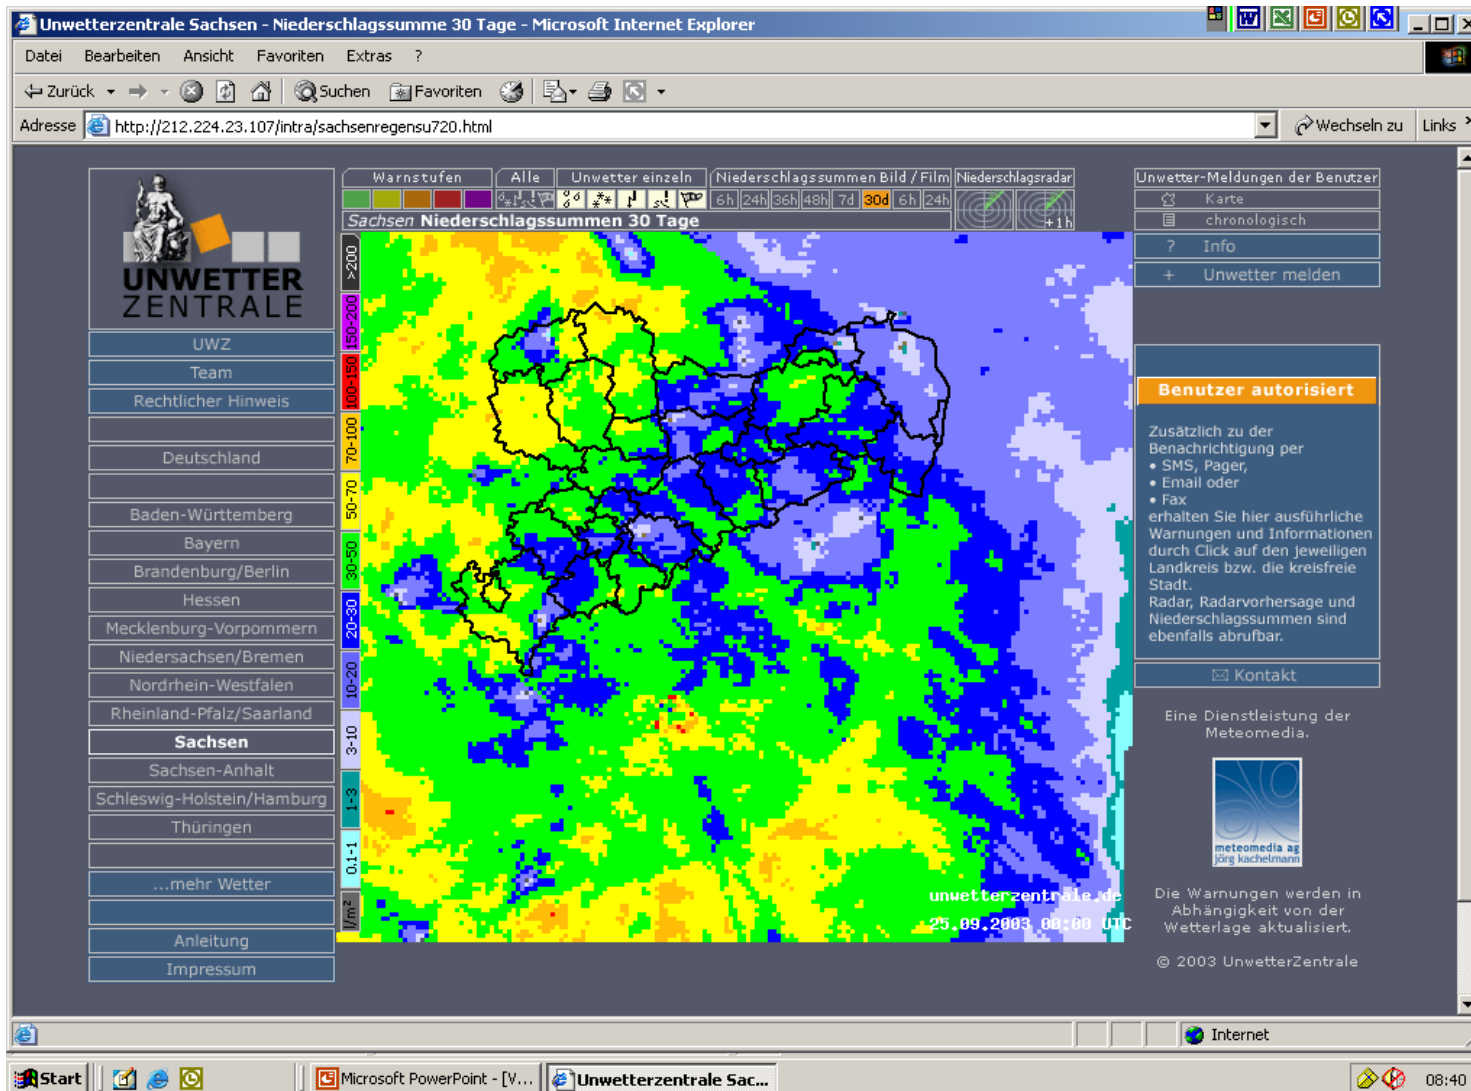 Unwetterzentrale Sachsen - Niederschlagssumme 30 Tage - Microsoft Internet Explorer
Datei Bearbeiten Ansicht Favoriten Extras ?
Zurück Suchen Favoriten
Adresse http://212.224.23.107/intra/sachsenregensu720.html Wechseln zu Links
UNWETTER
ZENTRALE
UWZ
Team
Rechtlicher Hinweis
Deutschland
Baden-Württemberg
Bayern
Brandenburg/Berlin
Hessen
Mecklenburg-Vorpommern
Niedersachsen/Bremen
Nordrhein-Westfalen
Rheinland-Pfalz/Saarland
Sachsen
Sachsen-Anhalt
Schleswig-Holstein/Hamburg
Thüringen
...mehr Wetter
Anleitung
Impressum
Warnstufen Alle Unwetter einzeln Niederschlagssummen Bild / Film Niederschlagsradar
6h 24h 36h 48h 7d 30d 6h 24h
+1h
Sachsen Niederschlagssummen 30 Tage
>200
150-200
100-150
70-100
50-70
30-50
20-30
10-20
3-10
1-3
0.1-1
l/m²
unwetterzentrale.de
25.09.2003 00:00 UTC
Unwetter-Meldungen der Benutzer
Karte
chronologisch
? Info
+ Unwetter melden
Benutzer autorisiert
Zusätzlich zu der
Benachrichtigung per
• SMS, Pager,
• Email oder
• Fax
erhalten Sie hier ausführliche
Warnungen und Informationen
durch Click auf den jeweiligen
Landkreis bzw. die kreisfreie
Stadt.
Radar, Radarvorhersage und
Niederschlagssummen sind
ebenfalls abrufbar.
Kontakt
Eine Dienstleistung der
Meteomedia.
meteomedia ag
jörg kachelmann
Die Warnungen werden in
Abhängigkeit von der
Wetterlage aktualisiert.
© 2003 UnwetterZentrale
Internet
Start Microsoft PowerPoint - [V... Unwetterzentrale Sac... 08:40